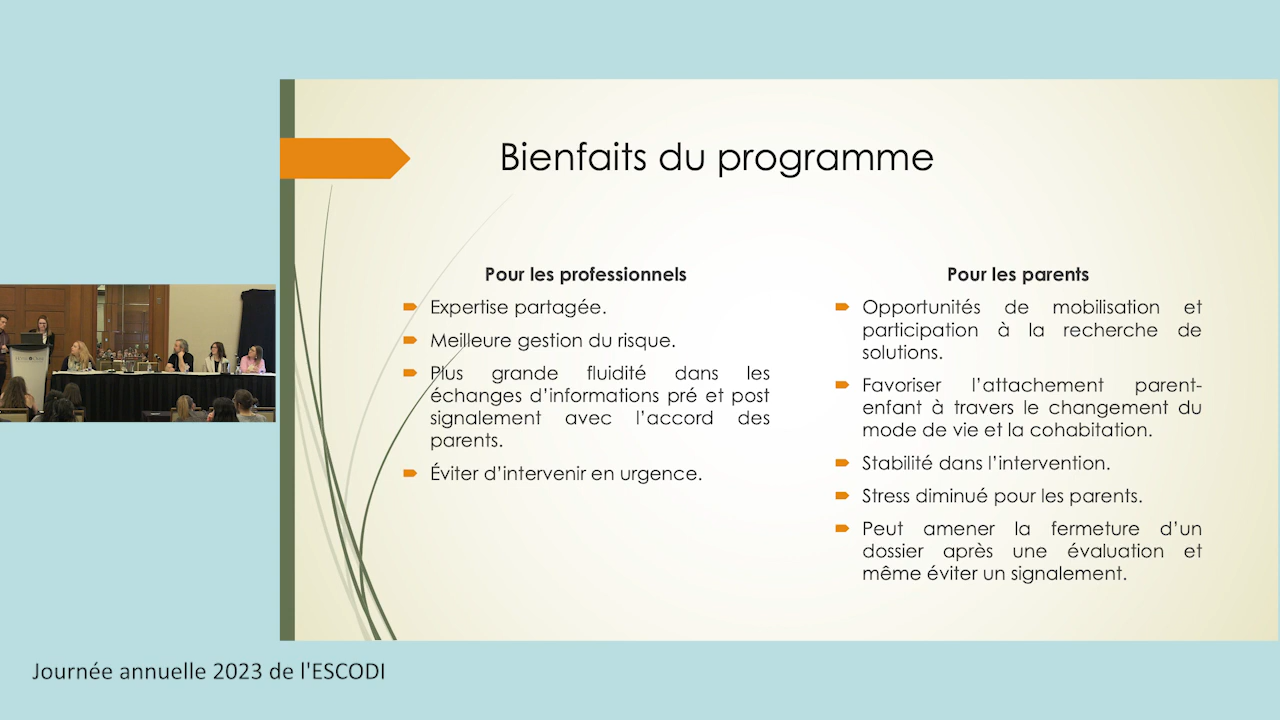 Bienfaits du programme
Pour les professionnels
Expertise partagée.
Meilleure gestion du risque.
Plus grande fluidité dans les
échanges d'informations pré et post
signalement avec l'accord des
parents.
Éviter d'intervenir en urgence.
Pour les parents
Opportunités de mobilisation et
participation à la recherche de
solutions.
Favoriser l'attachement parent-
enfant à travers le changement du
mode de vie et la cohabitation.
Stabilité dans l'intervention.
Stress diminué pour les parents.
Peut amener la fermeture d'un
dossier après une évaluation et
même éviter un signalement.
Journée annuelle 2023 de l'ESCODI